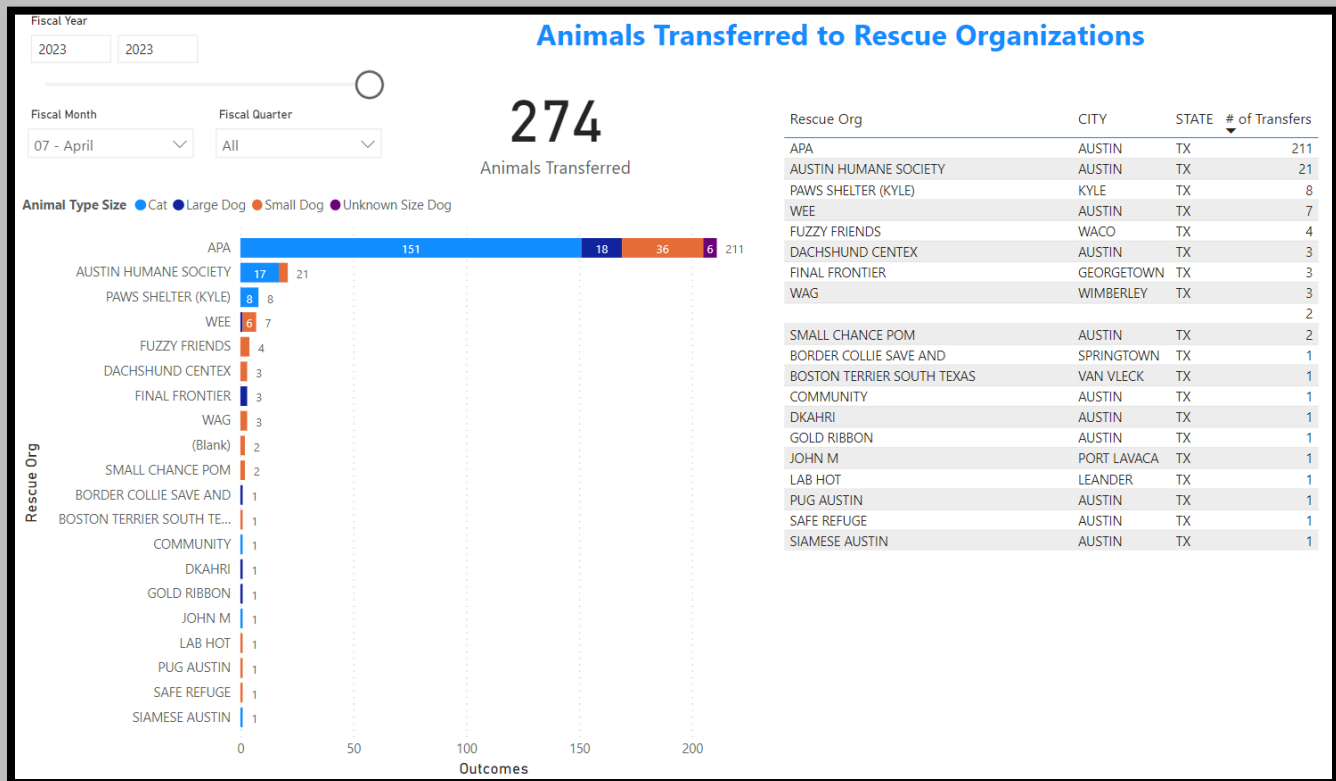 Fiscal Year
2023 2023
Animals Transferred to Rescue Organizations
Fiscal Month Fiscal Quarter
07 - April All
274
Animals Transferred
Animal Type Size Cat Large Dog Small Dog Unknown Size Dog
APA 151 18 36 6 211
AUSTIN HUMANE SOCIETY 17 21
PAWS SHELTER (KYLE) 8 8
WEE 6 7
FUZZY FRIENDS 4
DACHSHUND CENTEX 3
FINAL FRONTIER 3
WAG 3
(Blank) 2
SMALL CHANCE POM 2
BORDER COLLIE SAVE AND 1
BOSTON TERRIER SOUTH TE... 1
COMMUNITY 1
DKAHRI 1
GOLD RIBBON 1
JOHN M 1
LAB HOT 1
PUG AUSTIN 1
SAFE REFUGE 1
SIAMESE AUSTIN 1
Rescue Org
0 50 100 150 200
Outcomes
Rescue Org CITY STATE # of Transfers
APA AUSTIN TX 211
AUSTIN HUMANE SOCIETY AUSTIN TX 21
PAWS SHELTER (KYLE) KYLE TX 8
WEE AUSTIN TX 7
FUZZY FRIENDS WACO TX 4
DACHSHUND CENTEX AUSTIN TX 3
FINAL FRONTIER GEORGETOWN TX 3
WAG WIMBERLEY TX 3
2
SMALL CHANCE POM AUSTIN TX 2
BORDER COLLIE SAVE AND SPRINGTOWN TX 1
BOSTON TERRIER SOUTH TEXAS VAN VLECK TX 1
COMMUNITY AUSTIN TX 1
DKAHRI AUSTIN TX 1
GOLD RIBBON AUSTIN TX 1
JOHN M PORT LAVACA TX 1
LAB HOT LEANDER TX 1
PUG AUSTIN AUSTIN TX 1
SAFE REFUGE AUSTIN TX 1
SIAMESE AUSTIN AUSTIN TX 1